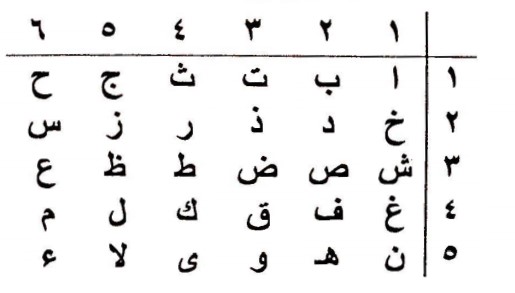 ١ ٢ ٣ ٤ ٥ ٦
١ ا ب ت ث ج ح
٢ خ د ذ ر ز س
٣ ش ص ض ط ظ ع
٤ غ ف ق ك ل م
٥ ن هـ و ى لا ء